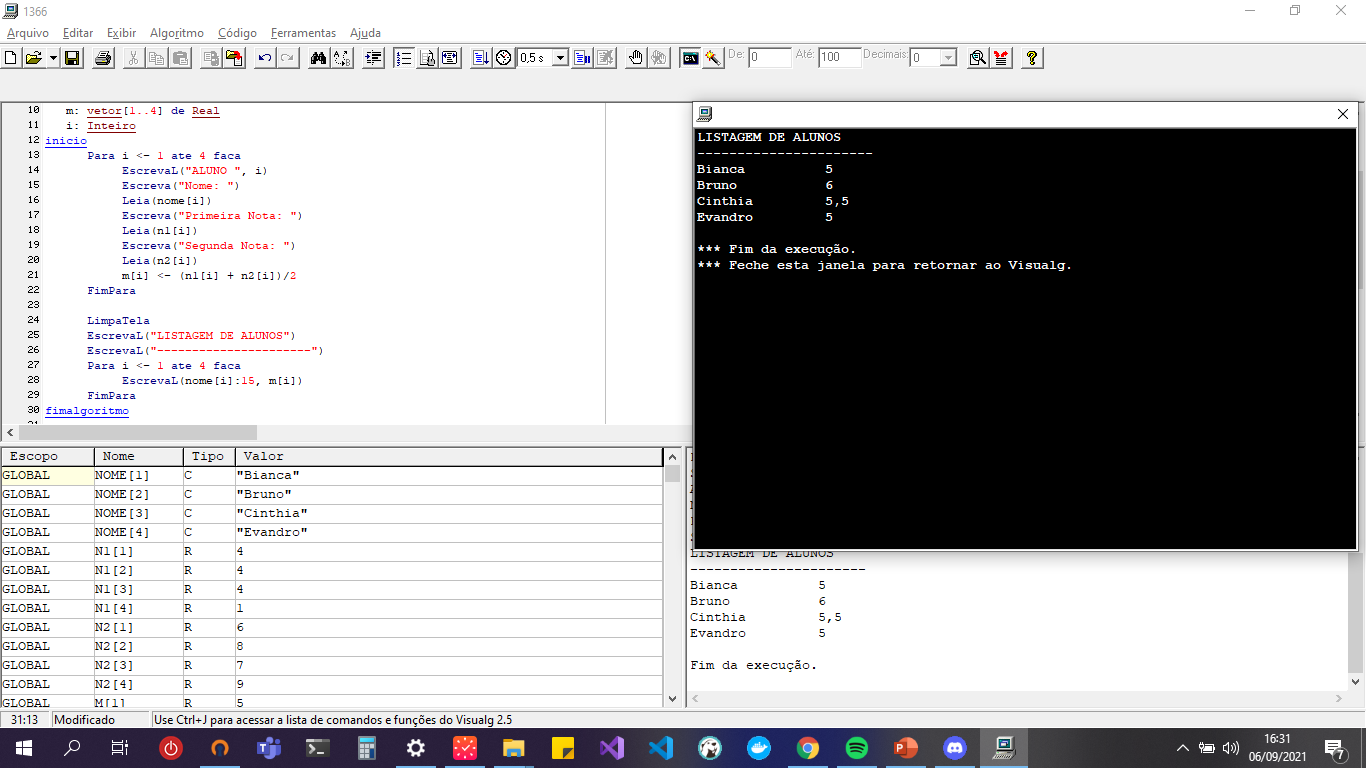 1366
Arquivo Editar Exibir Algoritmo Código Ferramentas Ajuda
0,5 s De: 0 Até: 100 Decimais: 0
10 m: vetor[1..4] de Real
11 i: Inteiro
12 inicio
13 Para i <- 1 ate 4 faca
14 EscrevaL("ALUNO ", i)
15 Escreva("Nome: ")
16 Leia(nome[i])
17 Escreva("Primeira Nota: ")
18 Leia(n1[i])
19 Escreva("Segunda Nota: ")
20 Leia(n2[i])
21 m[i] <- (n1[i] + n2[i])/2
22 FimPara
23
24 LimpaTela
25 EscrevaL("LISTAGEM DE ALUNOS")
26 EscrevaL("----------------------")
27 Para i <- 1 ate 4 faca
28 EscrevaL(nome[i]:15, m[i])
29 FimPara
30 fimalgoritmo
LISTAGEM DE ALUNOS
----------------------
Bianca 5
Bruno 6
Cinthia 5,5
Evandro 5
*** Fim da execução.
*** Feche esta janela para retornar ao Visualg.
Escopo Nome Tipo Valor
GLOBAL NOME[1] C "Bianca"
GLOBAL NOME[2] C "Bruno"
GLOBAL NOME[3] C "Cinthia"
GLOBAL NOME[4] C "Evandro"
GLOBAL N1[1] R 4
GLOBAL N1[2] R 4
GLOBAL N1[3] R 4
GLOBAL N1[4] R 1
GLOBAL N2[1] R 6
GLOBAL N2[2] R 8
GLOBAL N2[3] R 7
GLOBAL N2[4] R 9
GLOBAL M[1] R 5
LISTAGEM DE ALUNOS
----------------------
Bianca 5
Bruno 6
Cinthia 5,5
Evandro 5
Fim da execução.
31:13 Modificado Use Ctrl+J para acessar a lista de comandos e funções do Visualg 2.5
16:31
06/09/2021
7